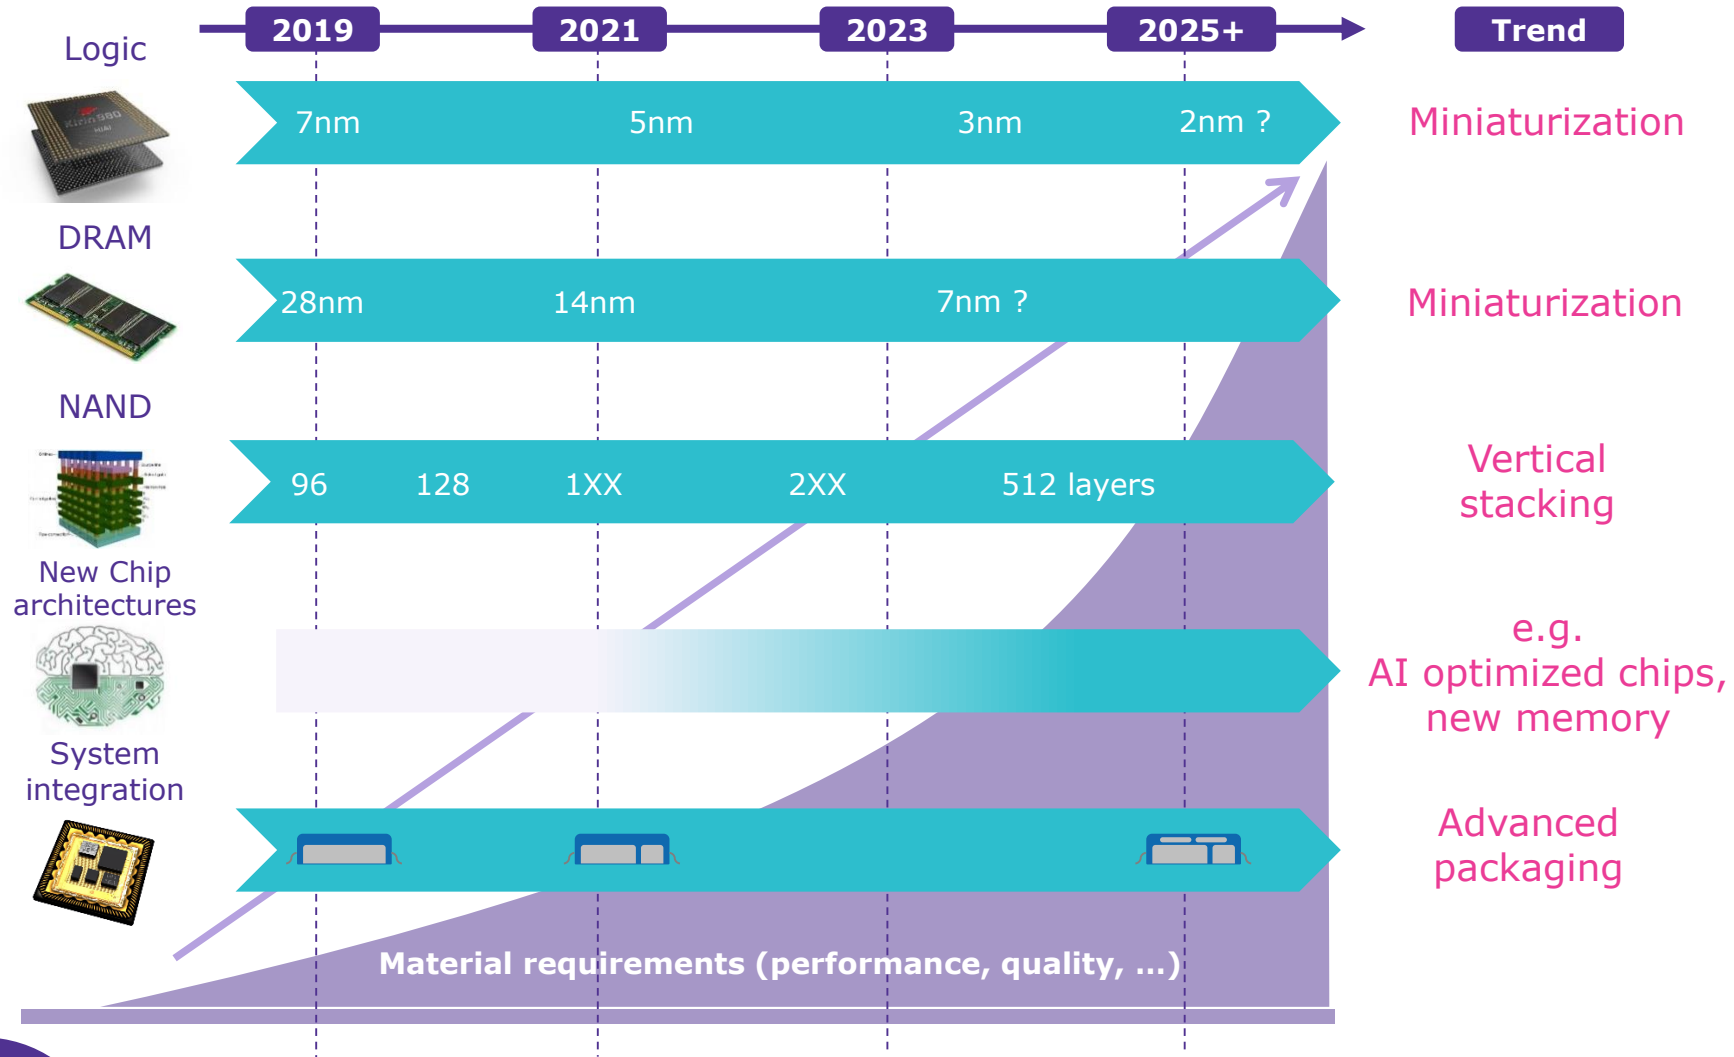 2019 2021 2023 2025+ Trend
Logic
Kirin 980
7nm 5nm 3nm 2nm ? Miniaturization
DRAM
28nm 14nm 7nm ? Miniaturization
NAND
96 128 1XX 2XX 512 layers
Vertical
stacking
New Chip
architectures
e.g.
AI optimized chips,
new memory
System
integration
Advanced
packaging
Material requirements (performance, quality, ...)